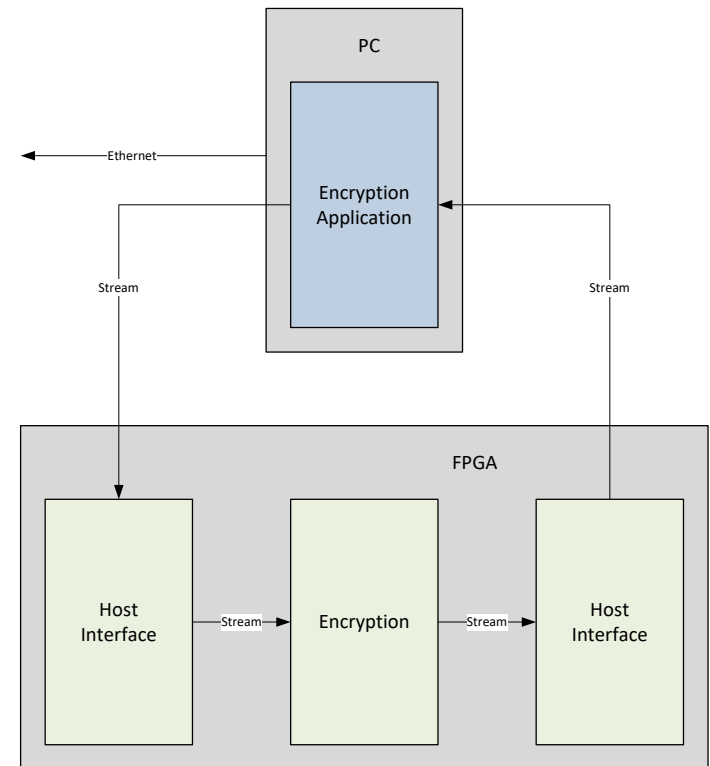 PC
Ethernet
Encryption
Application
Stream
Stream
FPGA
Host
Interface
Stream
Encryption
Stream
Host
Interface